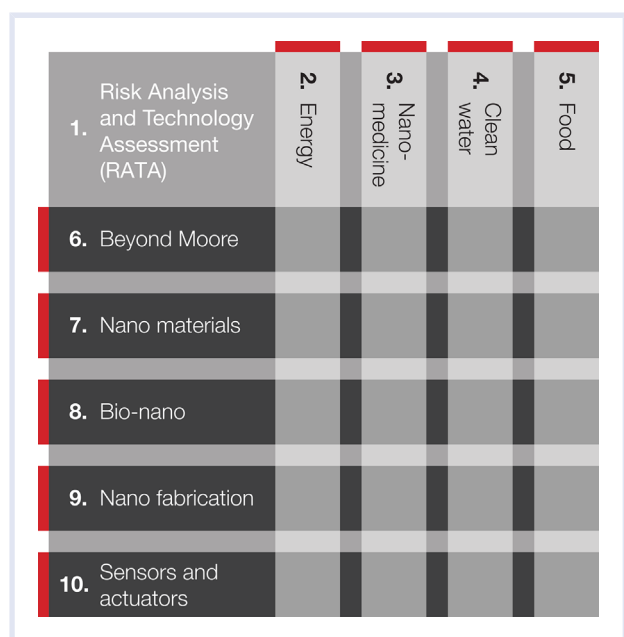 1. Risk Analysis
and Technology
Assessment
(RATA)
2. Energy
3. Nano-
medicine
4. Clean
water
5. Food
6. Beyond Moore
7. Nano materials
8. Bio-nano
9. Nano fabrication
10. Sensors and
actuators